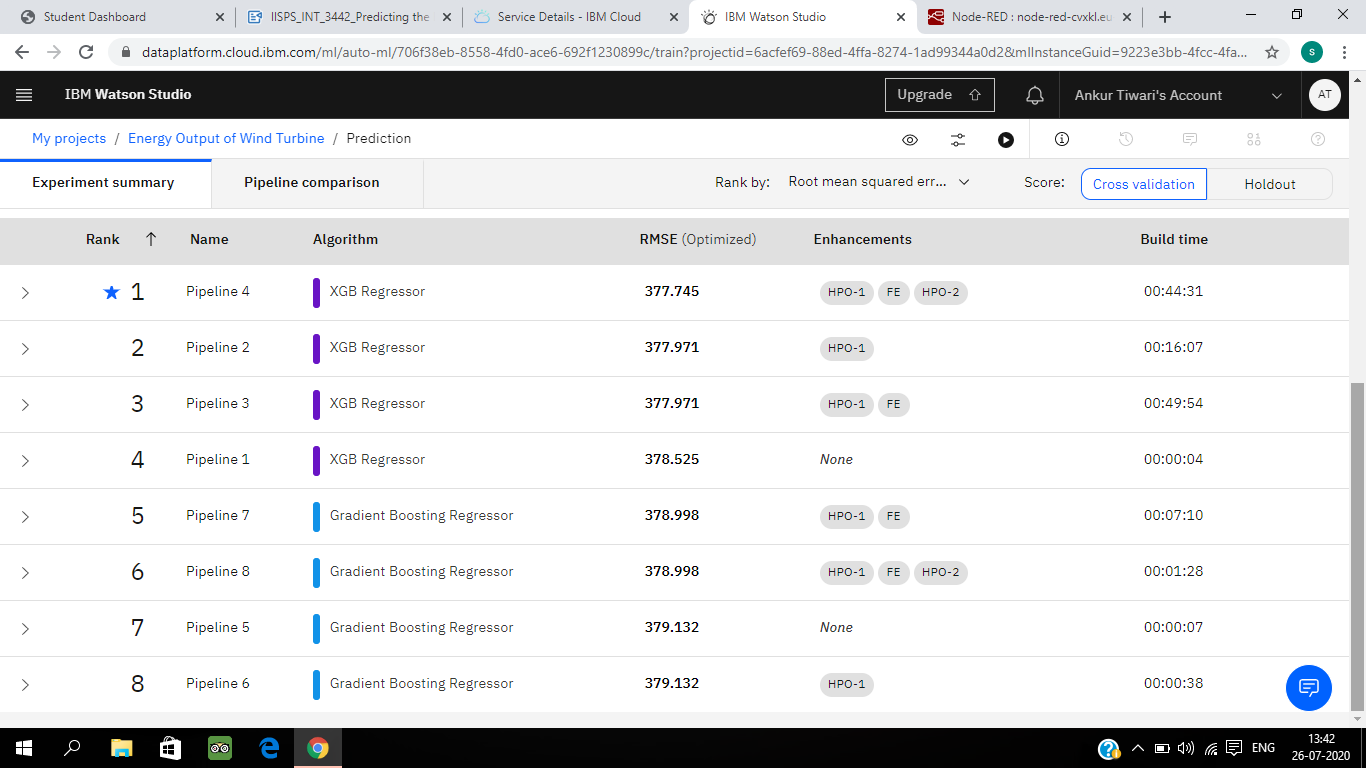 Student Dashboard
IISPS_INT_3442_Predicting the
Service Details - IBM Cloud
IBM Watson Studio
Node-RED : node-red-cvxkl.eu
dataplatform.cloud.ibm.com/ml/auto-ml/706f38eb-8558-4fd0-ace6-692f1230899c/train?projectid=6acfef69-88ed-4ffa-8274-1ad99344a0d2&mlInstanceGuid=9223e3bb-4fcc-4fa...
S
IBM Watson Studio
Upgrade
Ankur Tiwari's Account
AT
My projects / Energy Output of Wind Turbine / Prediction
Experiment summary
Pipeline comparison
Rank by: Root mean squared err...
Score: Cross validation Holdout
Rank Name Algorithm RMSE (Optimized) Enhancements Build time
1 Pipeline 4 XGB Regressor 377.745 HPO-1 FE HPO-2 00:44:31
2 Pipeline 2 XGB Regressor 377.971 HPO-1 00:16:07
3 Pipeline 3 XGB Regressor 377.971 HPO-1 FE 00:49:54
4 Pipeline 1 XGB Regressor 378.525 None 00:00:04
5 Pipeline 7 Gradient Boosting Regressor 378.998 HPO-1 FE 00:07:10
6 Pipeline 8 Gradient Boosting Regressor 378.998 HPO-1 FE HPO-2 00:01:28
7 Pipeline 5 Gradient Boosting Regressor 379.132 None 00:00:07
8 Pipeline 6 Gradient Boosting Regressor 379.132 HPO-1 00:00:38
ENG
13:42
26-07-2020